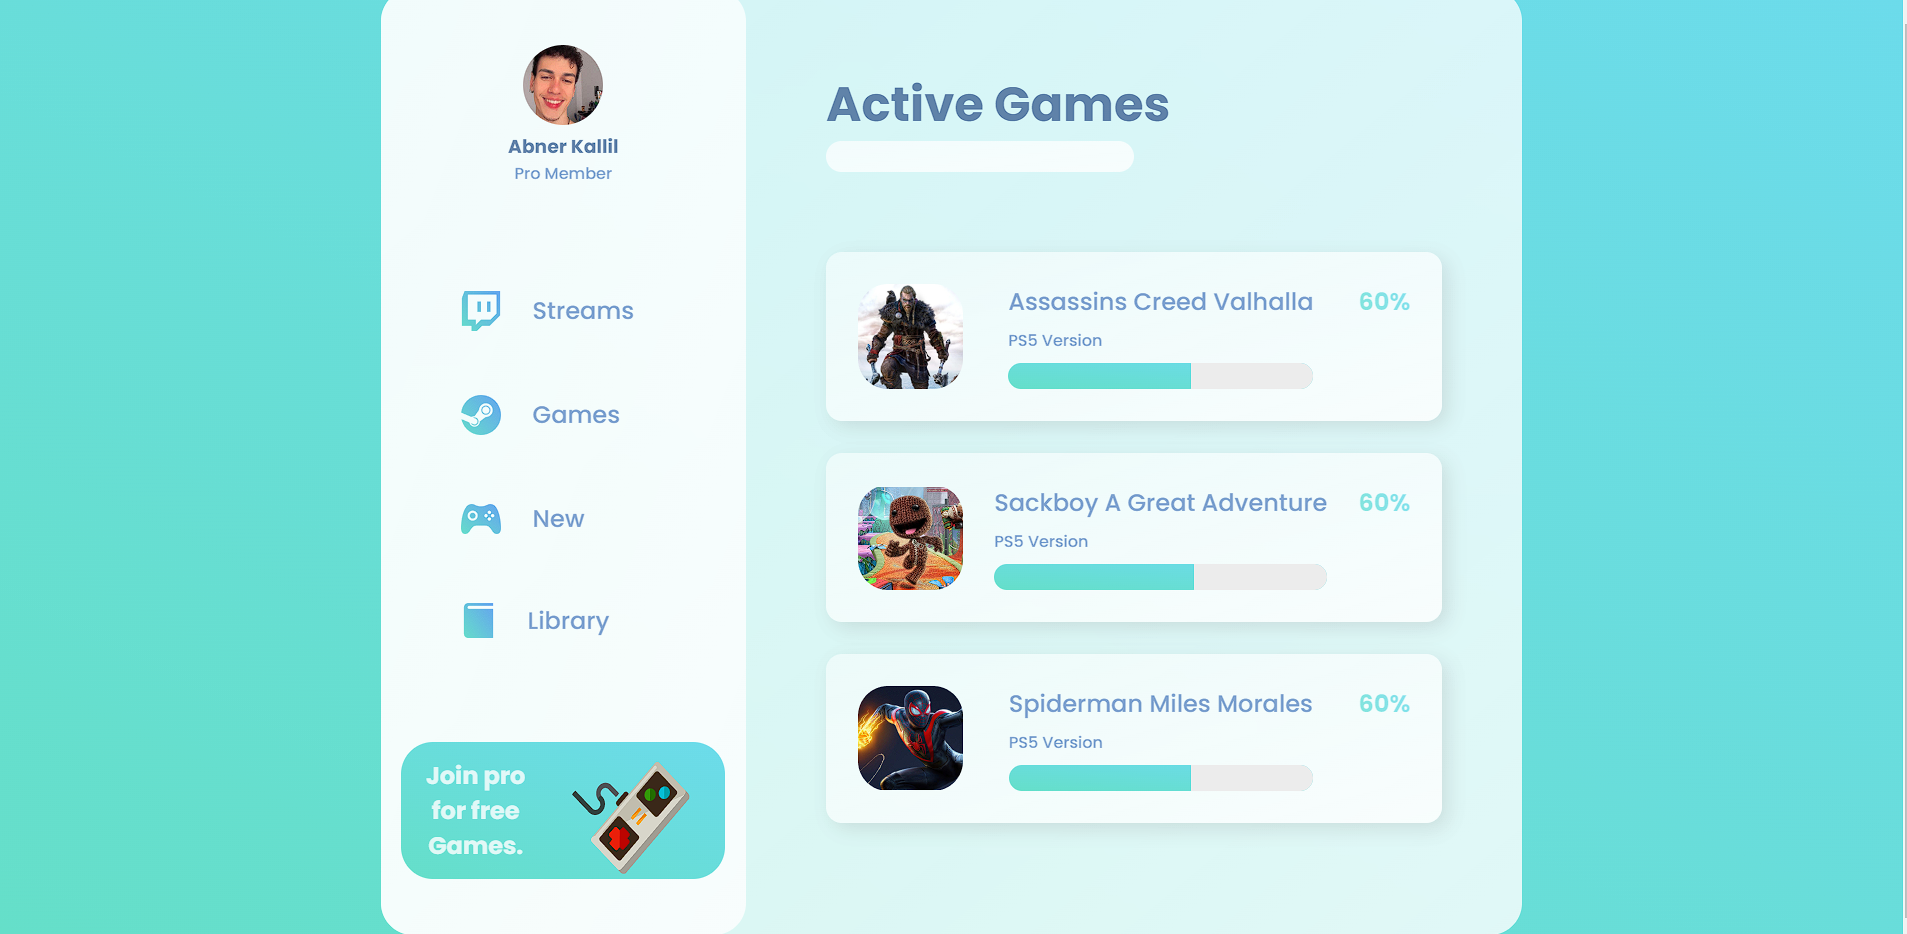 Abner Kallil
Pro Member
Streams
Games
New
Library
Join pro
for free
Games.
Active Games
Assassins Creed Valhalla 60%
PS5 Version
Sackboy A Great Adventure 60%
PS5 Version
Spiderman Miles Morales 60%
PS5 Version